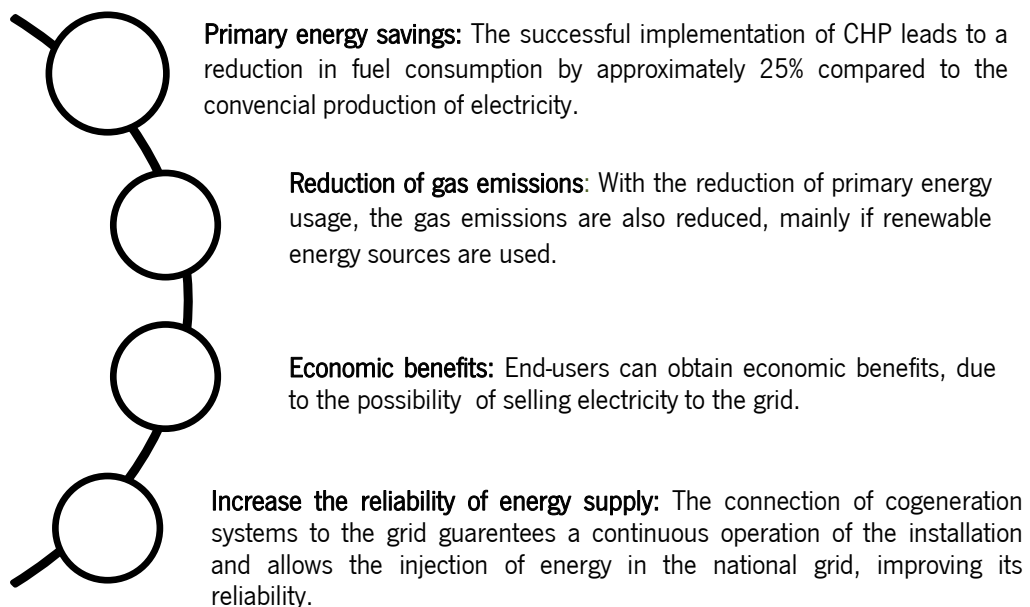 Primary energy savings: The successful implementation of CHP leads to a
reduction in fuel consumption by approximately 25% compared to the
convencial production of electricity.
Reduction of gas emissions: With the reduction of primary energy
usage, the gas emissions are also reduced, mainly if renewable
energy sources are used.
Economic benefits: End-users can obtain economic benefits, due
to the possibility of selling electricity to the grid.
Increase the reliability of energy supply: The connection of cogeneration
systems to the grid guarentees a continuous operation of the installation
and allows the injection of energy in the national grid, improving its
reliability.